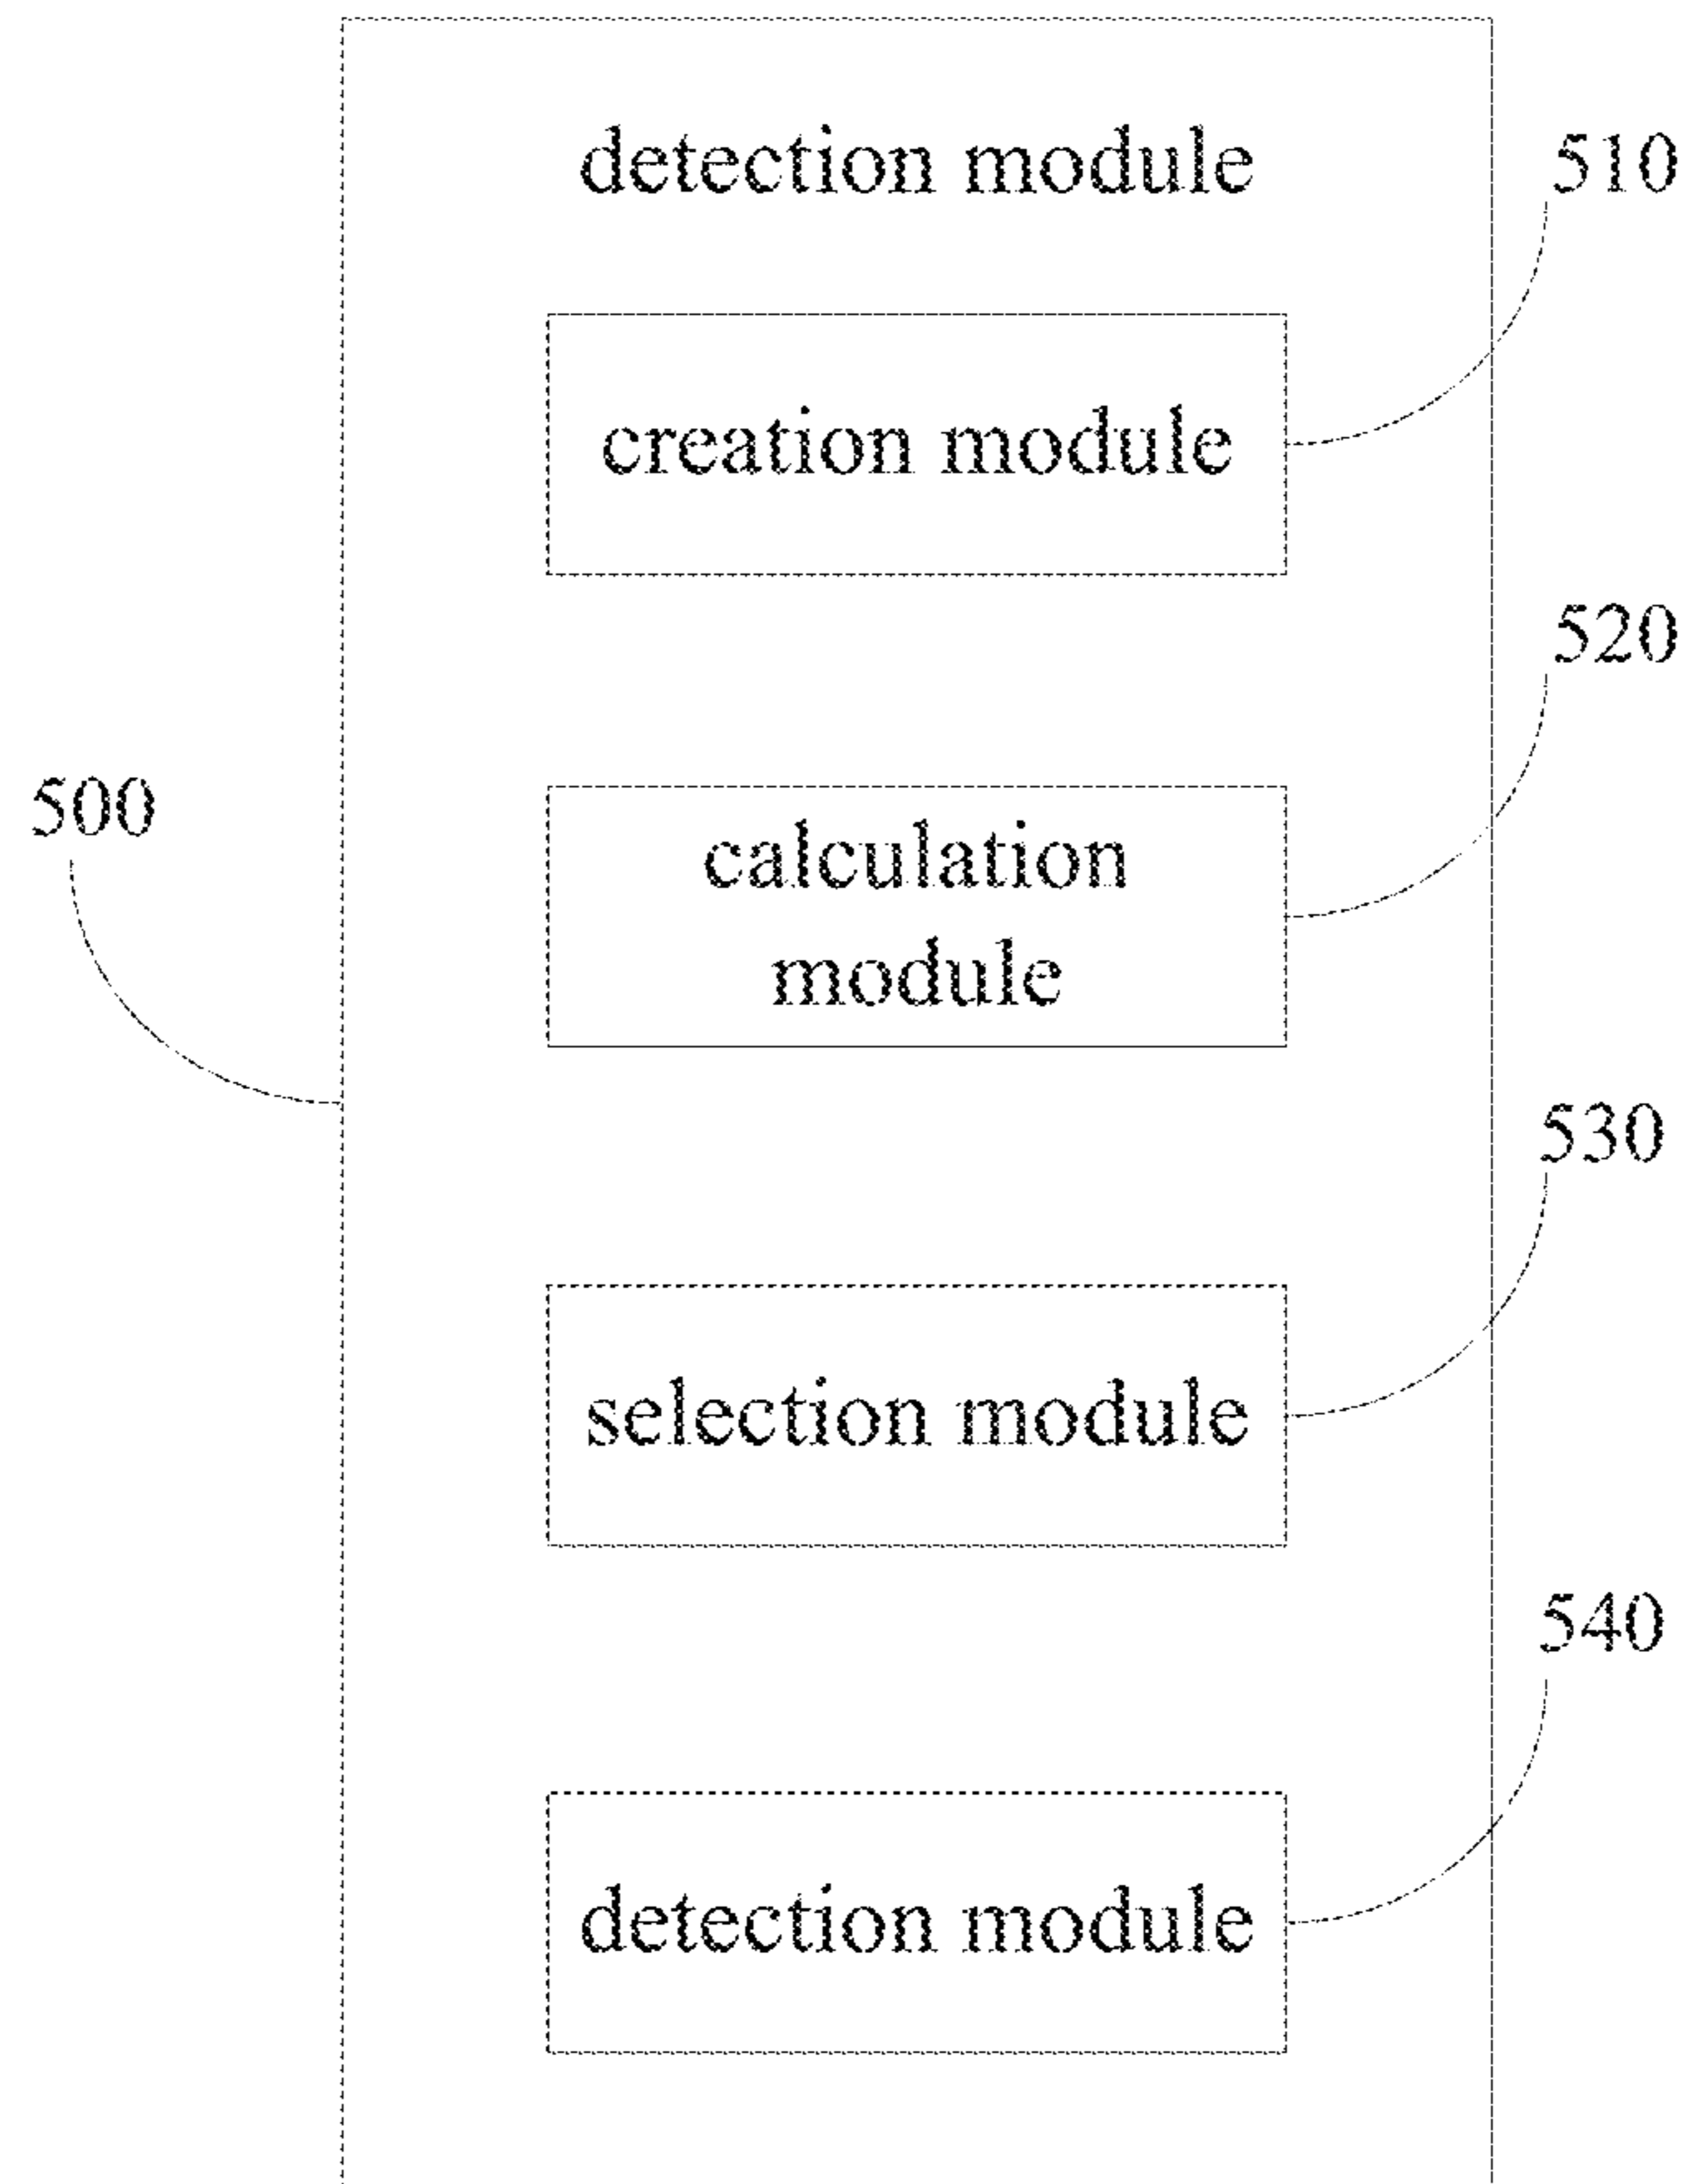 detection module
510
creation module
520
500
calculation
module
530
selection module
540
detection module